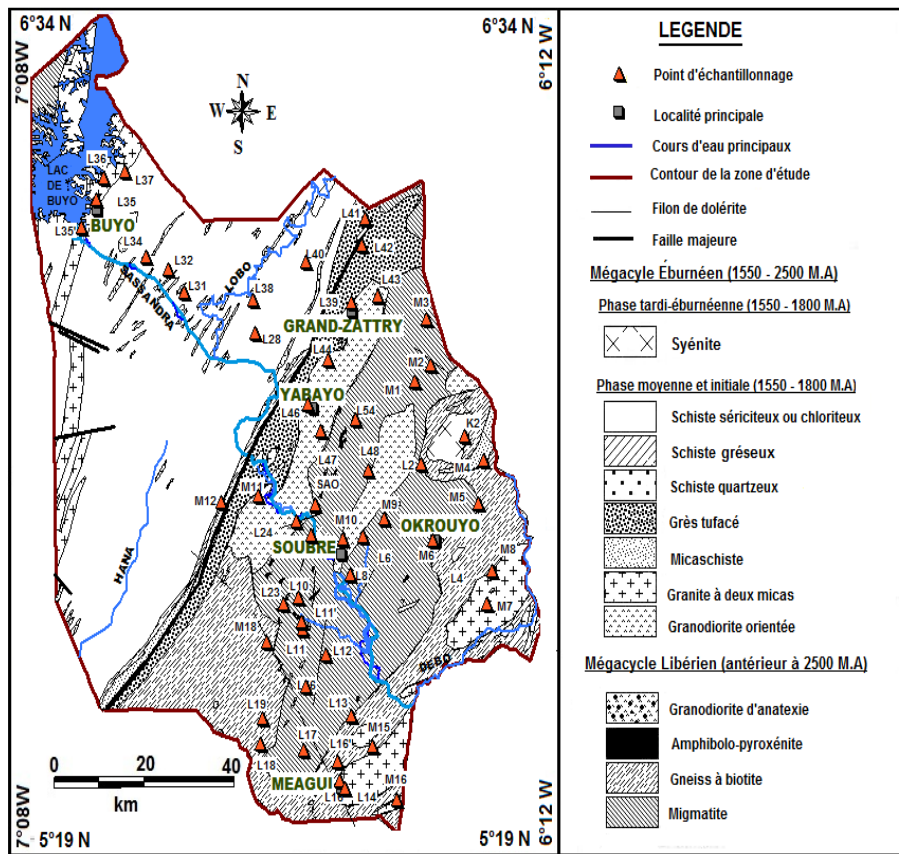 6°34 N
6°34 N
7°08W
6°12 W
N
W
E
S
L36
LAC
DE
BUYO
L37
L35
BUYO
L35'
L34
L32
L31
SASSANDRA
LOBO
L38
L40
L28
L41
L42
L43
L39
GRAND-ZATTRY
M3
L44
M2
M1
YABAYO
L46
L54
K2
L47
L48
L2
M4
SAO
M12
M11
M9
M5
L24
M10
OKROUYO
SOUBRE
L6
M6
M8
HANA
L8
L4
L10
L23
L11'
M7
M18
L11
L12
DEBO
L13
L19
M15
L17
L16'
L18
MEAGUI
L14
M16
0
20
40
km
7°08W
5°19 N
5°19 N
6°12 W
LEGENDE
Point d'échantillonnage
Localité principale
Cours d'eau principaux
Contour de la zone d'étude
Filon de dolérite
Faille majeure
Mégacyle Éburnéen (1550 - 2500 M.A)
Phase tardi-éburnéenne (1550 - 1800 M.A)
Syénite
Phase moyenne et initiale (1550 - 1800 M.A)
Schiste sériciteux ou chloriteux
Schiste gréseux
Schiste quartzeux
Grès tufacé
Micaschiste
Granite à deux micas
Granodiorite orientée
Mégacycle Libérien (antérieur à 2500 M.A)
Granodiorite d'anatexie
Amphibolo-pyroxénite
Gneiss à biotite
Migmatite